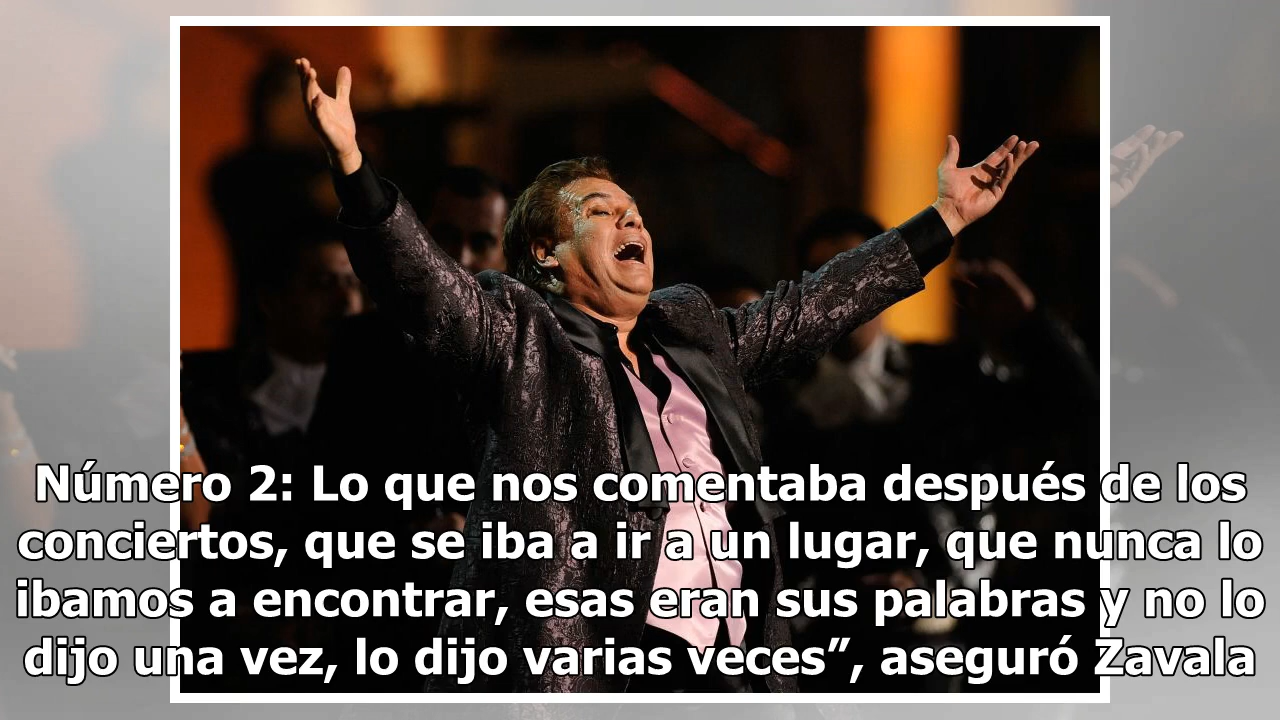 Número 2: Lo que nos comentaba después de los
conciertos, que se iba a ir a un lugar, que nunca lo
ibamos a encontrar, esas eran sus palabras y no lo
dijo una vez, lo dijo varias veces”, aseguró Zavala